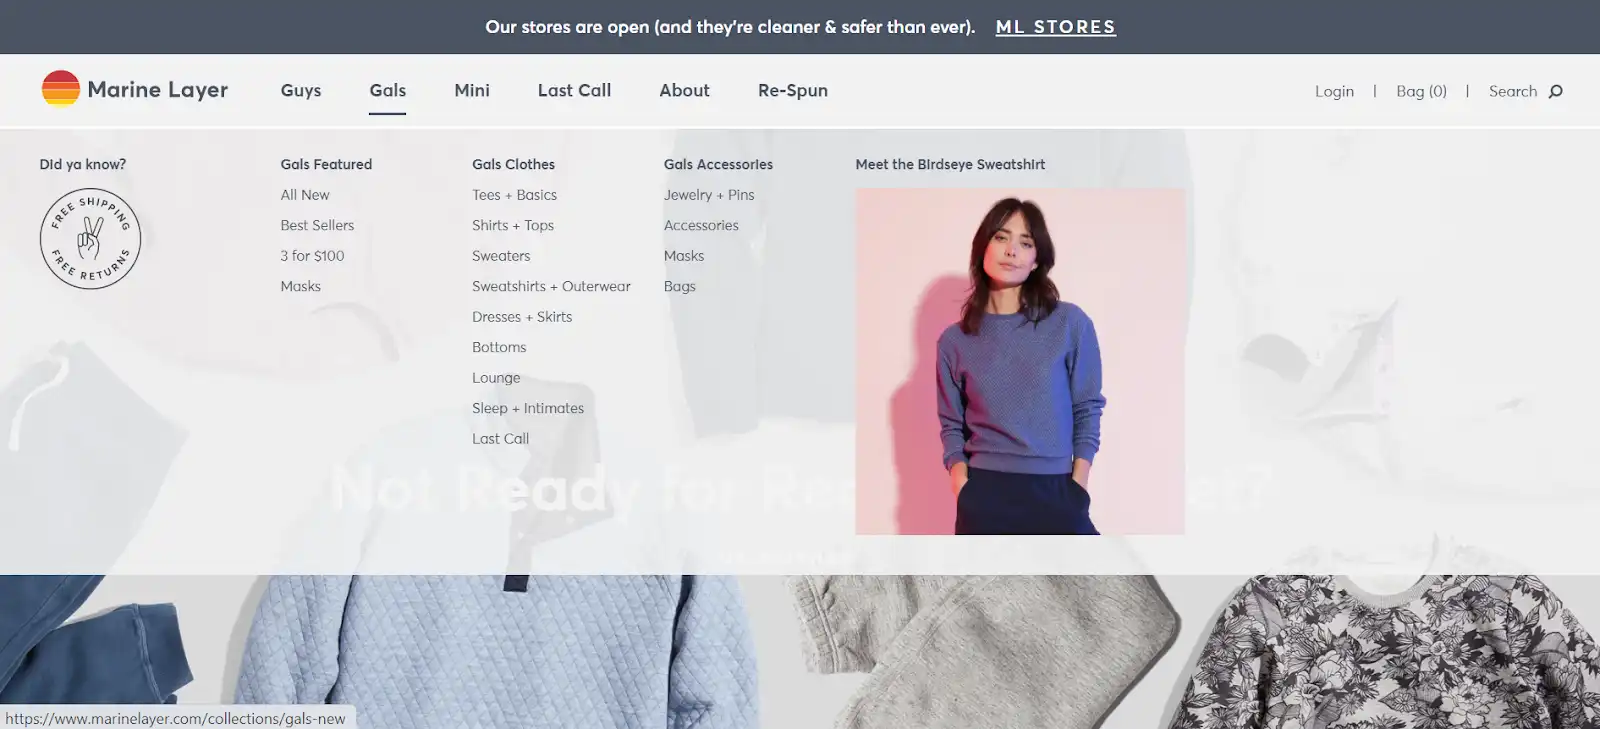 Our stores are open (and they're cleaner & safer than ever). ML STORES
Marine Layer
Guys
Gals
Mini
Last Call
About
Re-Spun
Login | Bag (0) | Search
Did ya know?
FREE SHIPPING
FREE RETURNS
Gals Featured
All New
Best Sellers
3 for $100
Masks
Gals Clothes
Tees + Basics
Shirts + Tops
Sweaters
Sweatshirts + Outerwear
Dresses + Skirts
Bottoms
Lounge
Sleep + Intimates
Last Call
Gals Accessories
Jewelry + Pins
Accessories
Masks
Bags
Meet the Birdseye Sweatshirt
Not Ready for
https://www.marinelayer.com/collections/gals-new